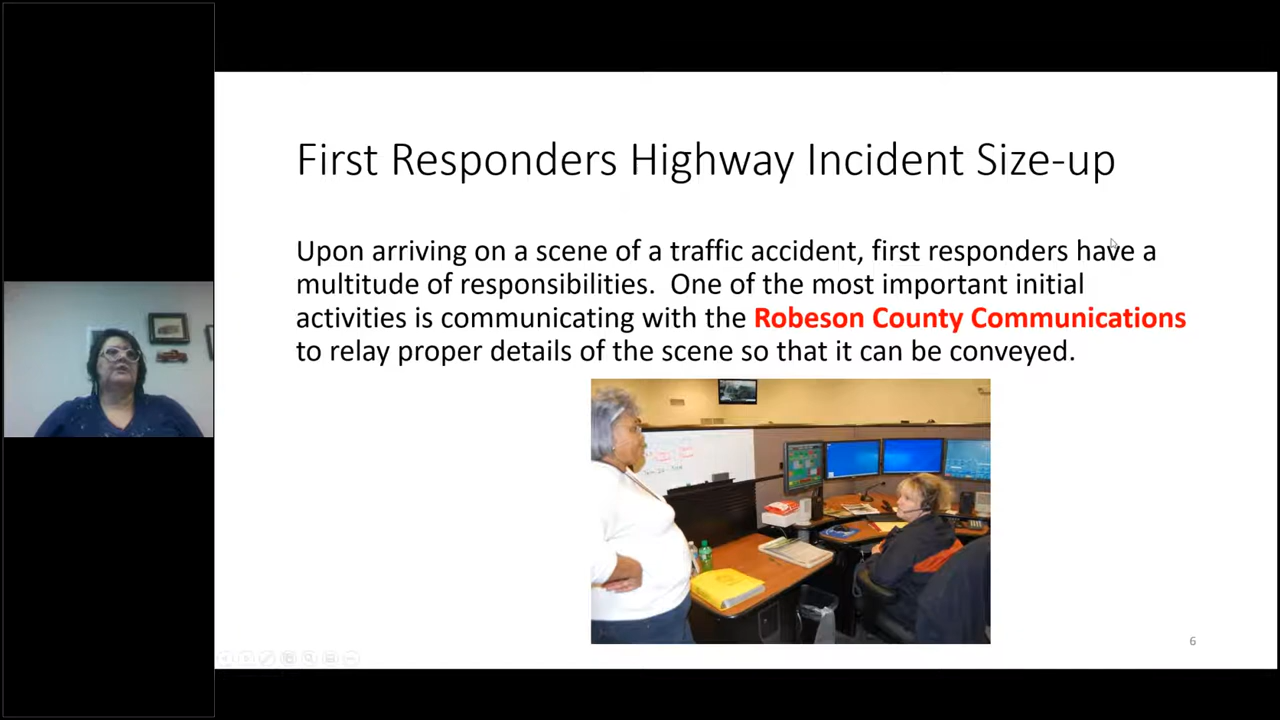 First Responders Highway Incident Size-up
Upon arriving on a scene of a traffic accident, first responders have a
multitude of responsibilities.  One of the most important initial
activities is communicating with the Robeson County Communications
to relay proper details of the scene so that it can be conveyed.
6